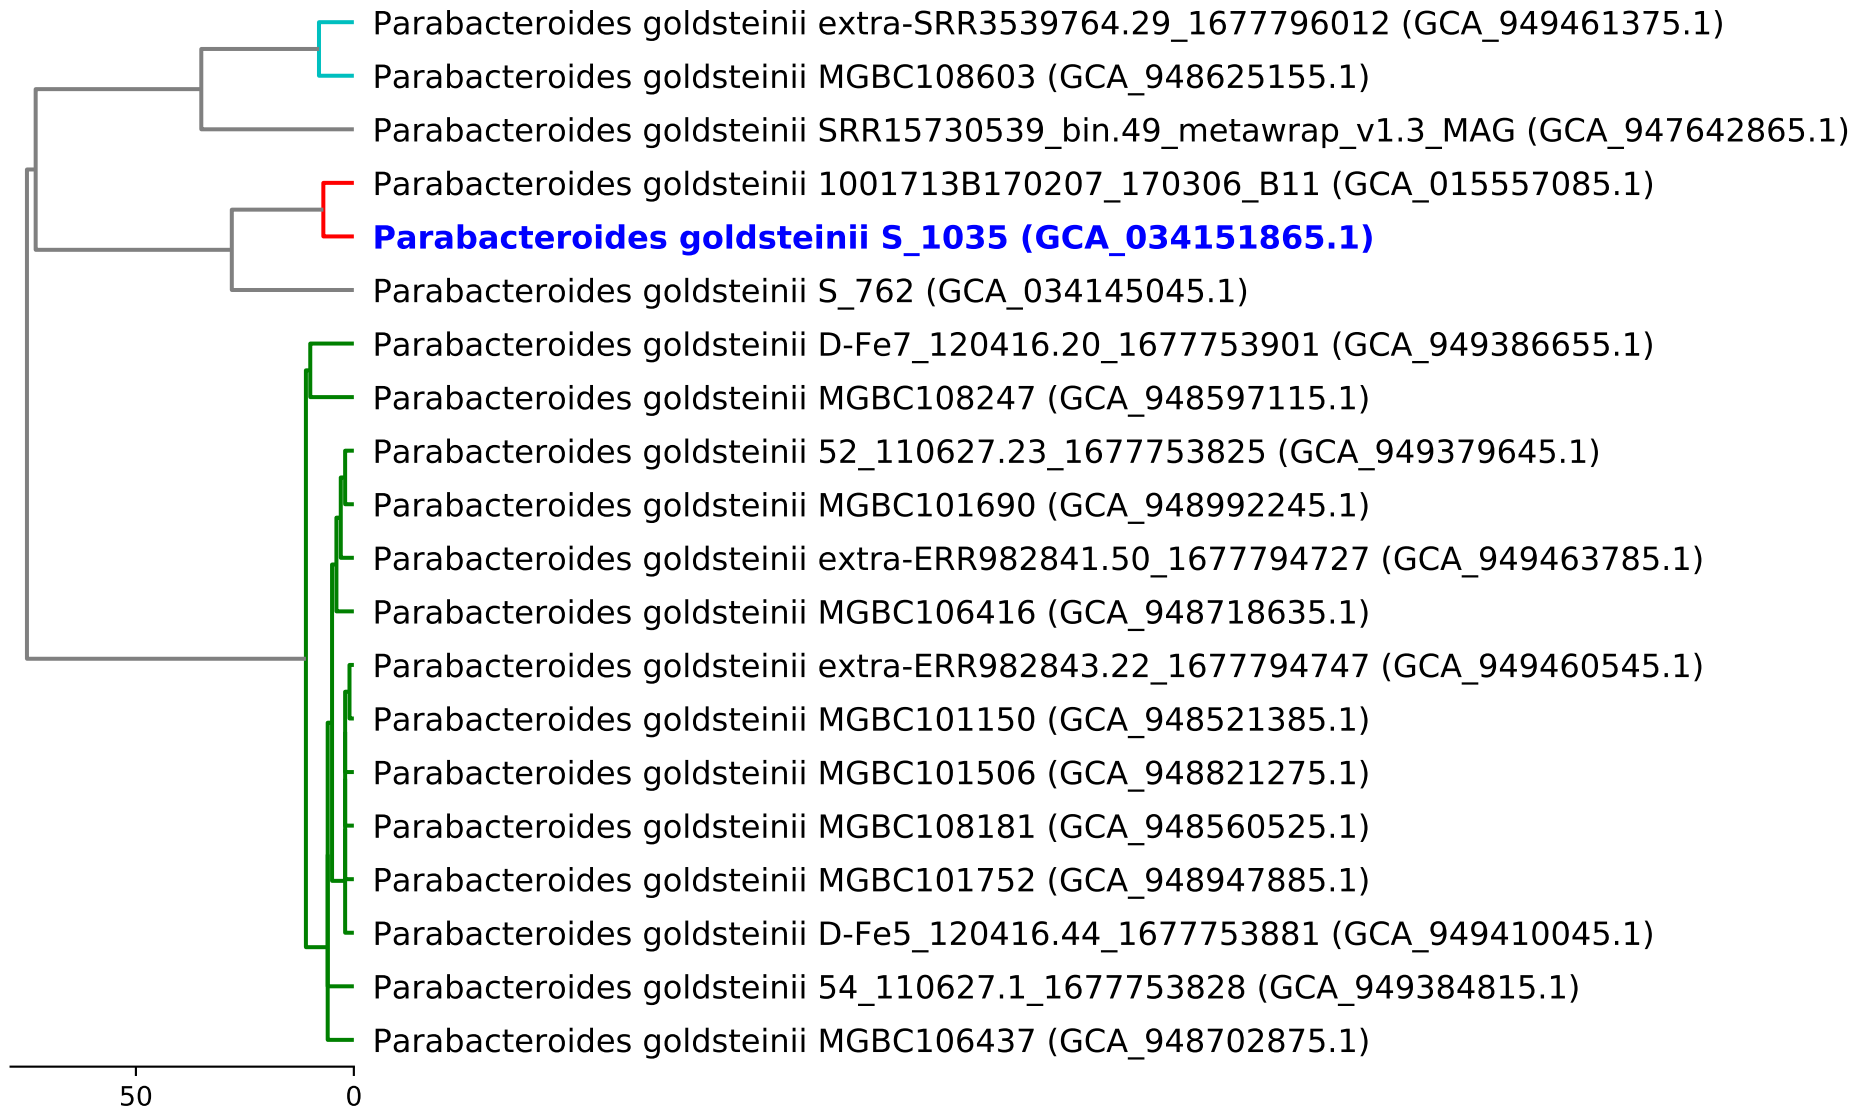 Parabacteroides goldsteinii extra-SRR3539764.29_1677796012 (GCA_949461375.1)
Parabacteroides goldsteinii MGBC108603 (GCA_948625155.1)
Parabacteroides goldsteinii SRR15730539_bin.49_metawrap_v1.3_MAG (GCA_947642865.1)
Parabacteroides goldsteinii 1001713B170207_170306_B11 (GCA_015557085.1)
Parabacteroides goldsteinii S_1035 (GCA_034151865.1)
Parabacteroides goldsteinii S_762 (GCA_034145045.1)
Parabacteroides goldsteinii D-Fe7_120416.20_1677753901 (GCA_949386655.1)
Parabacteroides goldsteinii MGBC108247 (GCA_948597115.1)
Parabacteroides goldsteinii 52_110627.23_1677753825 (GCA_949379645.1)
Parabacteroides goldsteinii MGBC101690 (GCA_948992245.1)
Parabacteroides goldsteinii extra-ERR982841.50_1677794727 (GCA_949463785.1)
Parabacteroides goldsteinii MGBC106416 (GCA_948718635.1)
Parabacteroides goldsteinii extra-ERR982843.22_1677794747 (GCA_949460545.1)
Parabacteroides goldsteinii MGBC101150 (GCA_948521385.1)
Parabacteroides goldsteinii MGBC101506 (GCA_948821275.1)
Parabacteroides goldsteinii MGBC108181 (GCA_948560525.1)
Parabacteroides goldsteinii MGBC101752 (GCA_948947885.1)
Parabacteroides goldsteinii D-Fe5_120416.44_1677753881 (GCA_949410045.1)
Parabacteroides goldsteinii 54_110627.1_1677753828 (GCA_949384815.1)
Parabacteroides goldsteinii MGBC106437 (GCA_948702875.1)
50 0